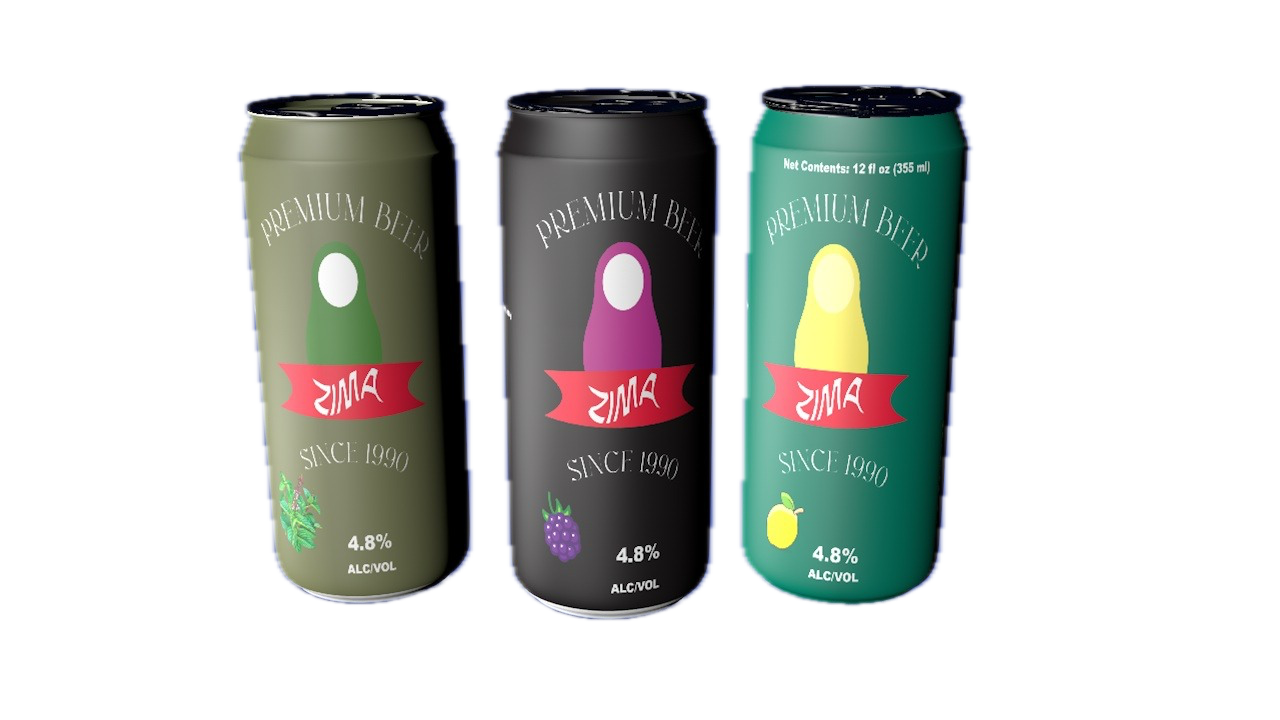 PREMIUM BEER
ZIMA
SINCE 1990
4.8%
ALC/VOL
PREMIUM BEER
ZIMA
SINCE 1990
4.8%
ALC/VOL
Net Contents: 12 fl oz (355 ml)
PREMIUM BEER
ZIMA
SINCE 1990
4.8%
ALC/VOL